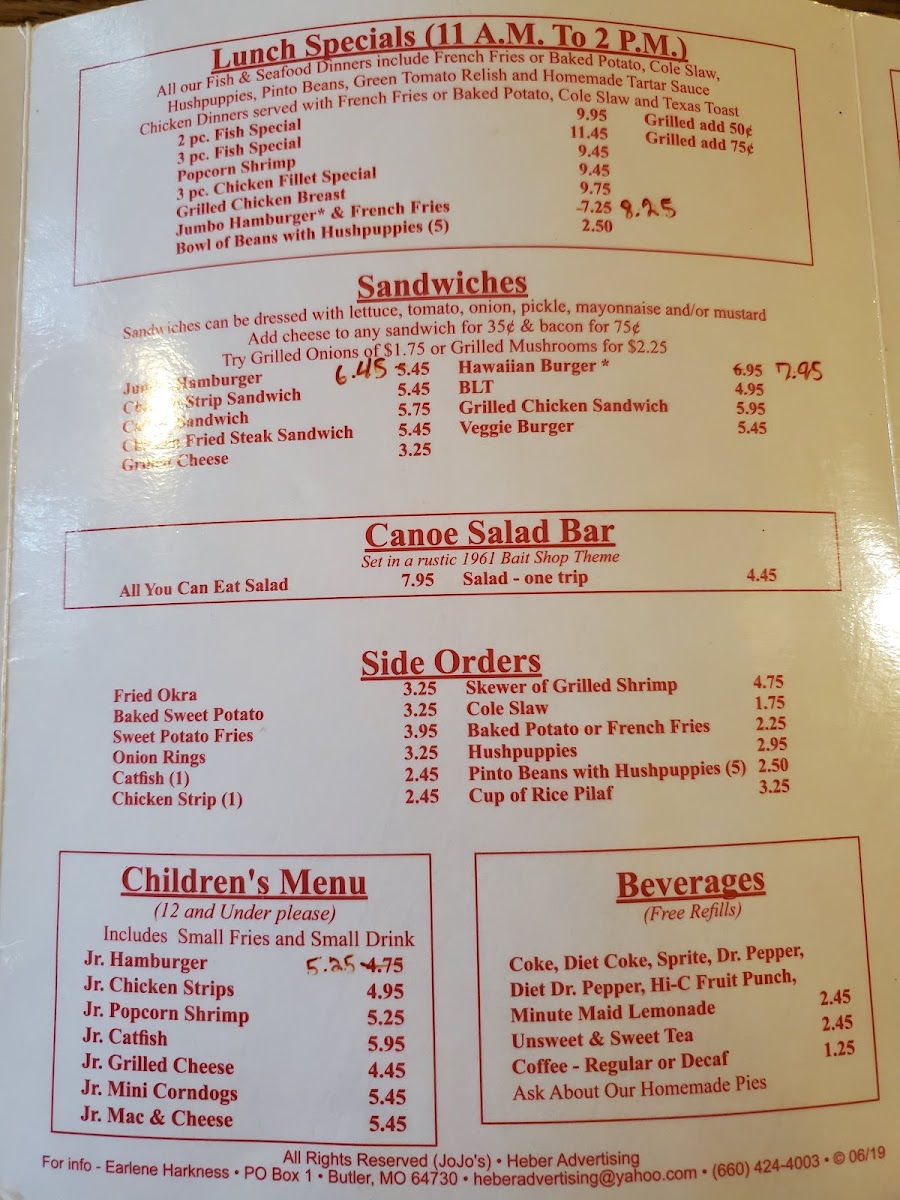 Lunch Specials (11 A.M. To 2 P.M.)
All our Fish & Seafood Dinners include French Fries or Baked Potato, Cole Slaw,
Hushpuppies, Pinto Beans, Green Tomato Relish and Homemade Tartar Sauce
Chicken Dinners served with French Fries or Baked Potato, Cole Slaw and Texas Toast
2 pc. Fish Special 9.95 Grilled add 50¢
3 pc. Fish Special 11.45 Grilled add 75¢
Popcorn Shrimp 9.45
3 pc. Chicken Fillet Special 9.45
Grilled Chicken Breast 9.75
Jumbo Hamburger* & French Fries 7.25 8.25
Bowl of Beans with Hushpuppies (5) 2.50
Sandwiches
Sandwiches can be dressed with lettuce, tomato, onion, pickle, mayonnaise and/or mustard
Add cheese to any sandwich for 35¢ & bacon for 75¢
Try Grilled Onions of $1.75 or Grilled Mushrooms for $2.25
Hamburger 6.45 5.45 Hawaiian Burger * 6.95 7.95
Strip Sandwich 5.45 BLT 4.95
Sandwich 5.75 Grilled Chicken Sandwich 5.95
Fried Steak Sandwich 5.45 Veggie Burger 5.45
Grilled Cheese 3.25
Canoe Salad Bar
Set in a rustic 1961 Bait Shop Theme
All You Can Eat Salad 7.95 Salad - one trip 4.45
Side Orders
Fried Okra 3.25 Skewer of Grilled Shrimp 4.75
Baked Sweet Potato 3.25 Cole Slaw 1.75
Sweet Potato Fries 3.95 Baked Potato or French Fries 2.25
Onion Rings 3.25 Hushpuppies 2.95
Catfish (1) 2.45 Pinto Beans with Hushpuppies (5) 2.50
Chicken Strip (1) 2.45 Cup of Rice Pilaf 3.25
Children's Menu
(12 and Under please)
Includes Small Fries and Small Drink
Jr. Hamburger 5.25 4.75
Jr. Chicken Strips 4.95
Jr. Popcorn Shrimp 5.25
Jr. Catfish 5.95
Jr. Grilled Cheese 4.45
Jr. Mini Corndogs 5.45
Jr. Mac & Cheese 5.45
Beverages
(Free Refills)
Coke, Diet Coke, Sprite, Dr. Pepper,
Diet Dr. Pepper, Hi-C Fruit Punch,
Minute Maid Lemonade 2.45
Unsweet & Sweet Tea 2.45
Coffee - Regular or Decaf 1.25
Ask About Our Homemade Pies
All Rights Reserved (JoJo's) • Heber Advertising
For info - Earlene Harkness • PO Box 1 • Butler, MO 64730 • heberadvertising@yahoo.com • (660) 424-4003 • © 06/19